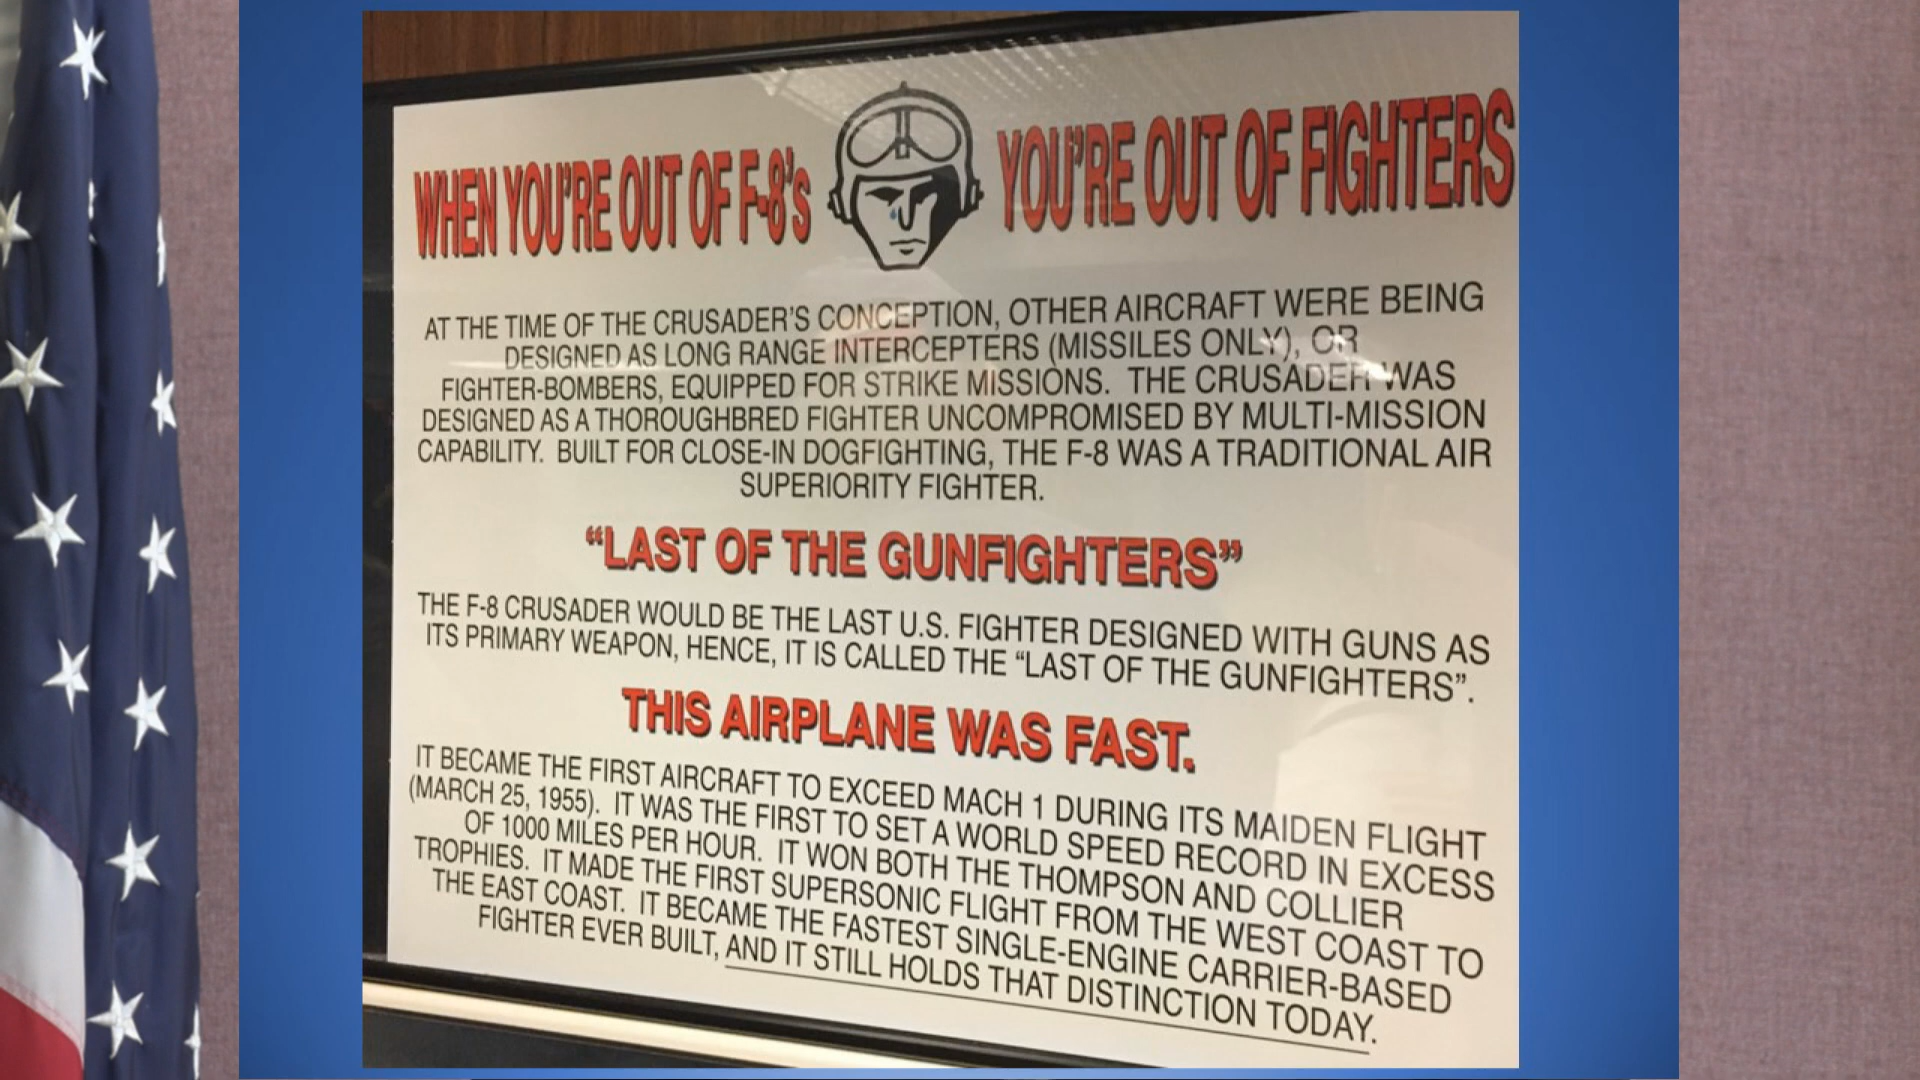 WHEN YOU'RE OUT OF F-8's YOU'RE OUT OF FIGHTERS
AT THE TIME OF THE CRUSADER'S CONCEPTION, OTHER AIRCRAFT WERE BEING
DESIGNED AS LONG RANGE INTERCEPTERS (MISSILES ONLY), OR
FIGHTER-BOMBERS, EQUIPPED FOR STRIKE MISSIONS. THE CRUSADER WAS
DESIGNED AS A THOROUGHBRED FIGHTER UNCOMPROMISED BY MULTI-MISSION
CAPABILITY. BUILT FOR CLOSE-IN DOGFIGHTING, THE F-8 WAS A TRADITIONAL AIR
SUPERIORITY FIGHTER.
“LAST OF THE GUNFIGHTERS”
THE F-8 CRUSADER WOULD BE THE LAST U.S. FIGHTER DESIGNED WITH GUNS AS
ITS PRIMARY WEAPON, HENCE, IT IS CALLED THE “LAST OF THE GUNFIGHTERS”.
THIS AIRPLANE WAS FAST.
IT BECAME THE FIRST AIRCRAFT TO EXCEED MACH 1 DURING ITS MAIDEN FLIGHT
(MARCH 25, 1955). IT WAS THE FIRST TO SET A WORLD SPEED RECORD IN EXCESS
OF 1000 MILES PER HOUR. IT WON BOTH THE THOMPSON AND COLLIER
TROPHIES. IT MADE THE FIRST SUPERSONIC FLIGHT FROM THE WEST COAST TO
THE EAST COAST. IT BECAME THE FASTEST SINGLE-ENGINE CARRIER-BASED
FIGHTER EVER BUILT, AND IT STILL HOLDS THAT DISTINCTION TODAY.